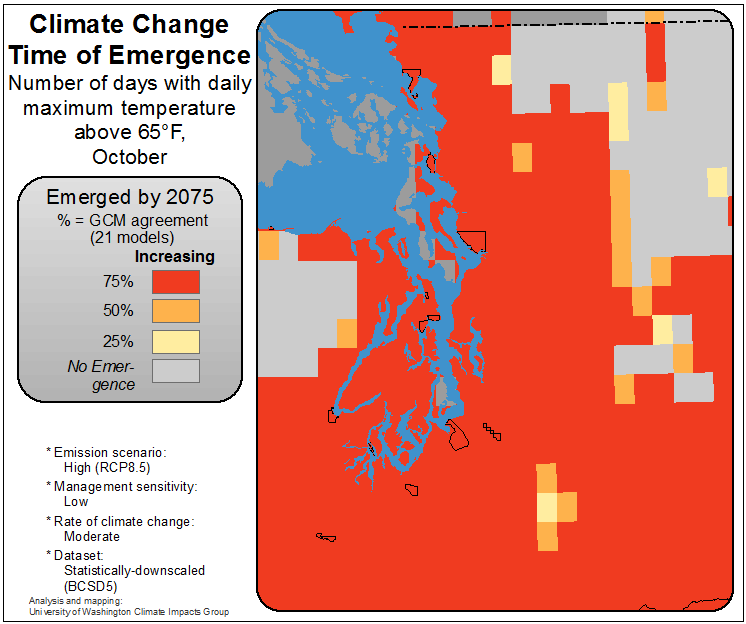 Climate Change
Time of Emergence
Number of days with daily
maximum temperature
above 65°F,
October
Emerged by 2075
% = GCM agreement
(21 models)
Increasing
75%
50%
25%
No Emer-
gence
* Emission scenario:
High (RCP8.5)
* Management sensitivity:
Low
* Rate of climate change:
Moderate
* Dataset:
Statistically-downscaled
(BCSD5)
Analysis and mapping:
University of Washington Climate Impacts Group